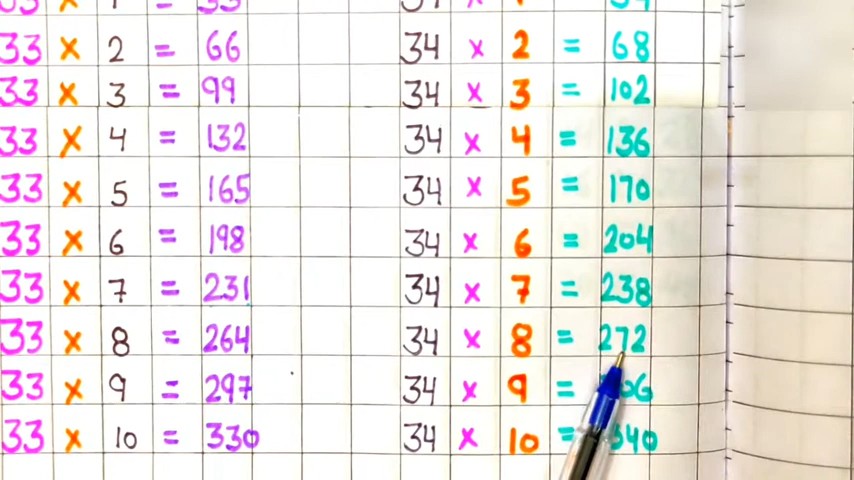 33 × 2 = 66 34 × 2 = 68
33 × 3 = 99 34 × 3 = 102
33 × 4 = 132 34 × 4 = 136
33 × 5 = 165 34 × 5 = 170
33 × 6 = 198 34 × 6 = 204
33 × 7 = 231 34 × 7 = 238
33 × 8 = 264 34 × 8 = 272
33 × 9 = 297 34 × 9 =
33 × 10 = 330 34 × 10 =